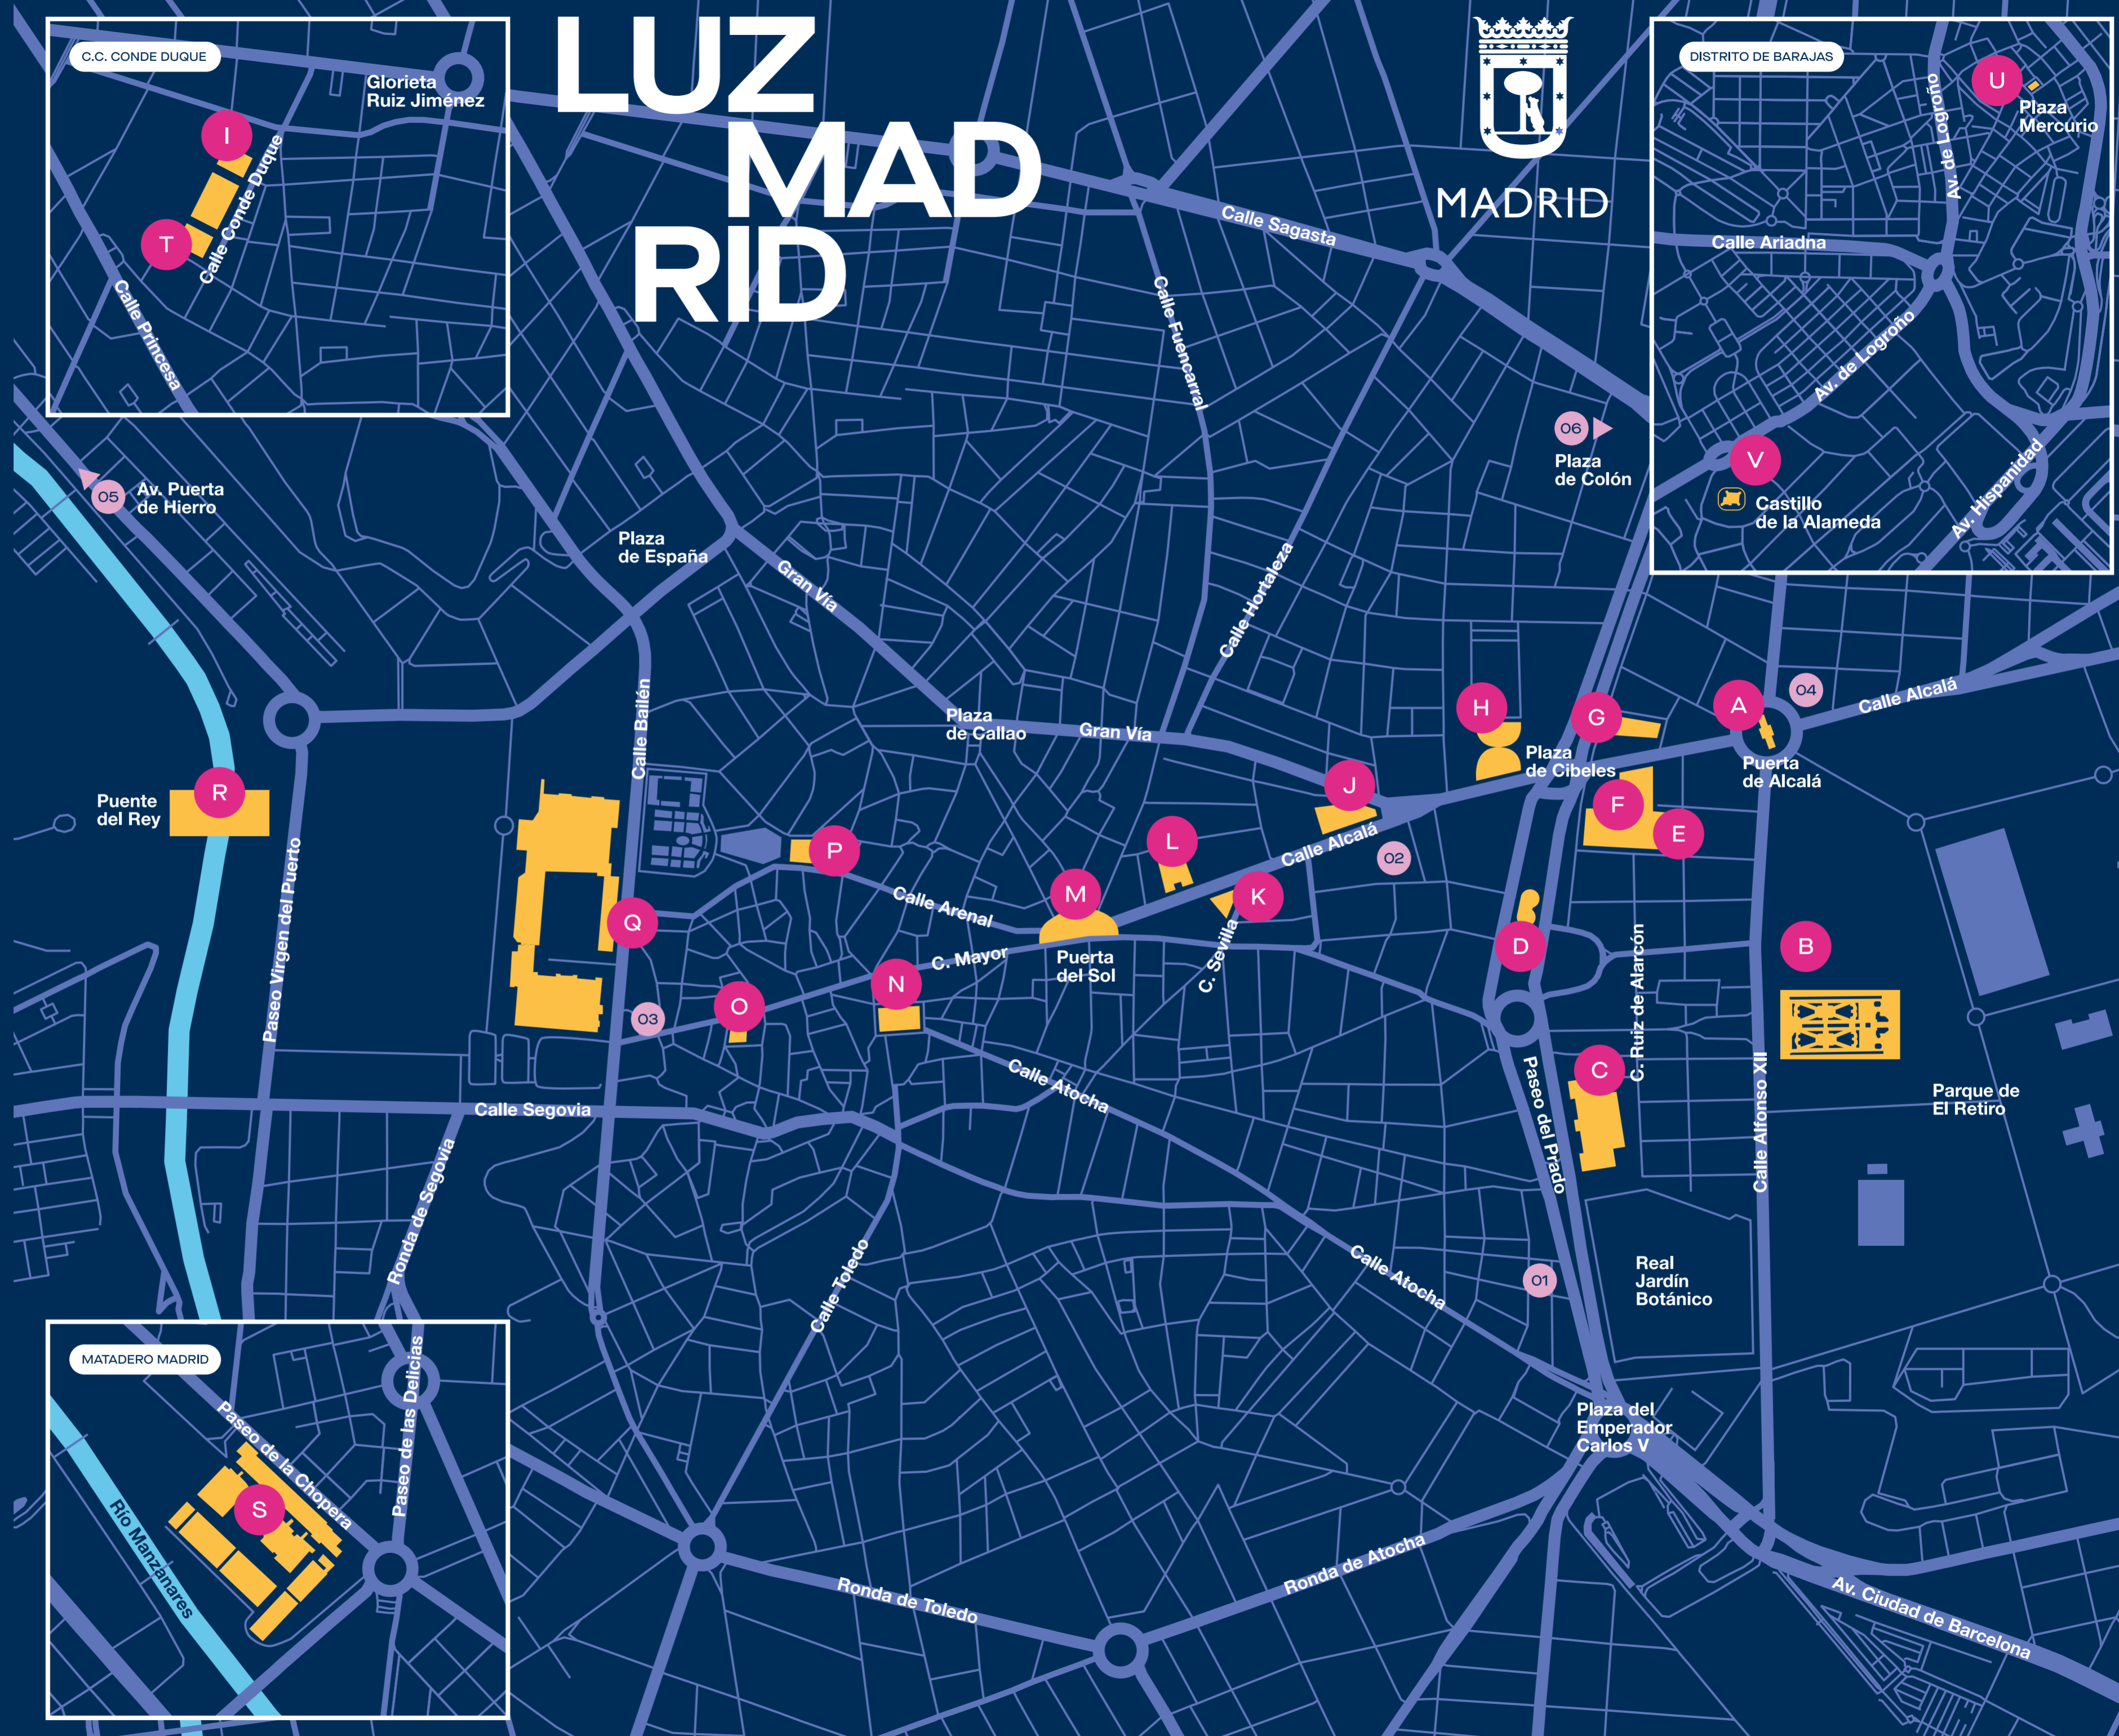 LUZ
MAD
RID
MADRID
C.C. CONDE DUQUE
Glorieta
Ruiz Jiménez
I
T
Calle Conde Duque
Calle Princesa
DISTRITO DE BARAJAS
U
Plaza
Mercurio
Av. de Logroño
Calle Ariadna
Av. de Logroño
V
Castillo
de la Alameda
Av. Hispanidad
Calle Sagasta
Calle Fuencarral
06
Plaza
de Colón
05
Av. Puerta
de Hierro
Plaza
de España
Gran Vía
Calle Hortaleza
Calle Bailén
Plaza
de Callao
Gran Vía
H
G
A
04
Calle Alcalá
Plaza
de Cibeles
Puerta
de Alcalá
J
F
E
R
Puente
del Rey
P
L
Calle Alcalá
02
Calle Arenal
M
K
Q
C. Mayor
Puerta
del Sol
C. Sevilla
D
C. Ruiz de Alarcón
B
Paseo Virgen del Puerto
N
O
03
Calle Atocha
C
Paseo del Prado
Calle Alfonso XII
Parque de
El Retiro
Calle Segovia
Ronda de Segovia
Calle Toledo
Calle Atocha
01
Real
Jardín
Botánico
MATADERO MADRID
Paseo de las Delicias
Paseo de la Chopera
S
Río Manzanares
Plaza del
Emperador
Carlos V
Ronda de Toledo
Ronda de Atocha
Av. Ciudad de Barcelona